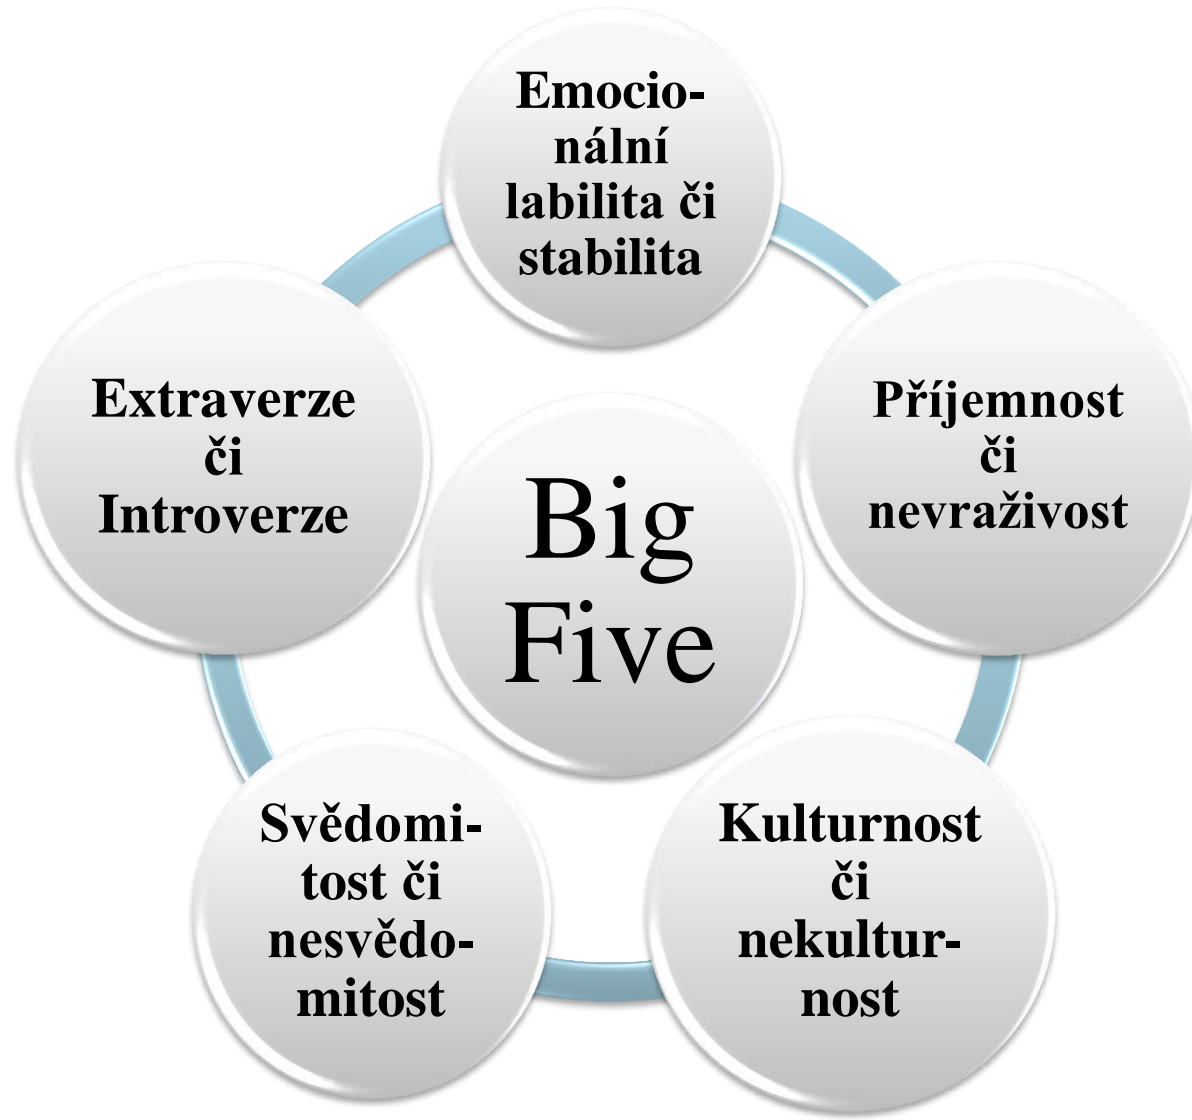 Emocio-
nální
labilita či
stabilita
Příjemnost
či
nevraživost
Kulturnost
či
nekultur-
nost
Svědomi-
tost či
nesvědo-
mitost
Extraverze
či
Introverze
Big
Five